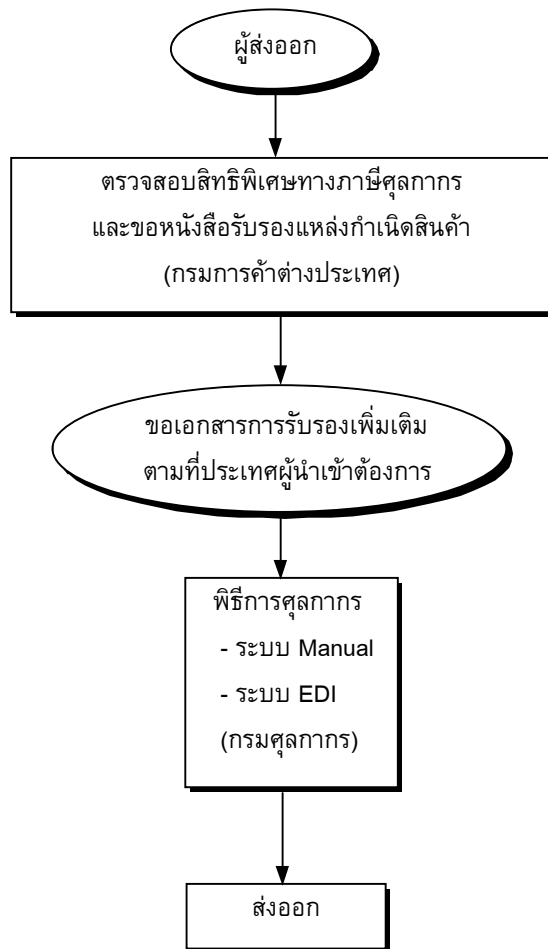 ผู้ส่งออก
ตรวจสอบสิทธิพิเศษทางภาษีศุลกากร
และขอหนังสือรับรองแหล่งกำเนิดสินค้า
(กรมการค้าต่างประเทศ)
ขอเอกสารการรับรองเพิ่มเติม
ตามที่ประเทศผู้นำเข้าต้องการ
พิธีการศุลกากร
- ระบบ Manual
- ระบบ EDI
(กรมศุลกากร)
ส่งออก